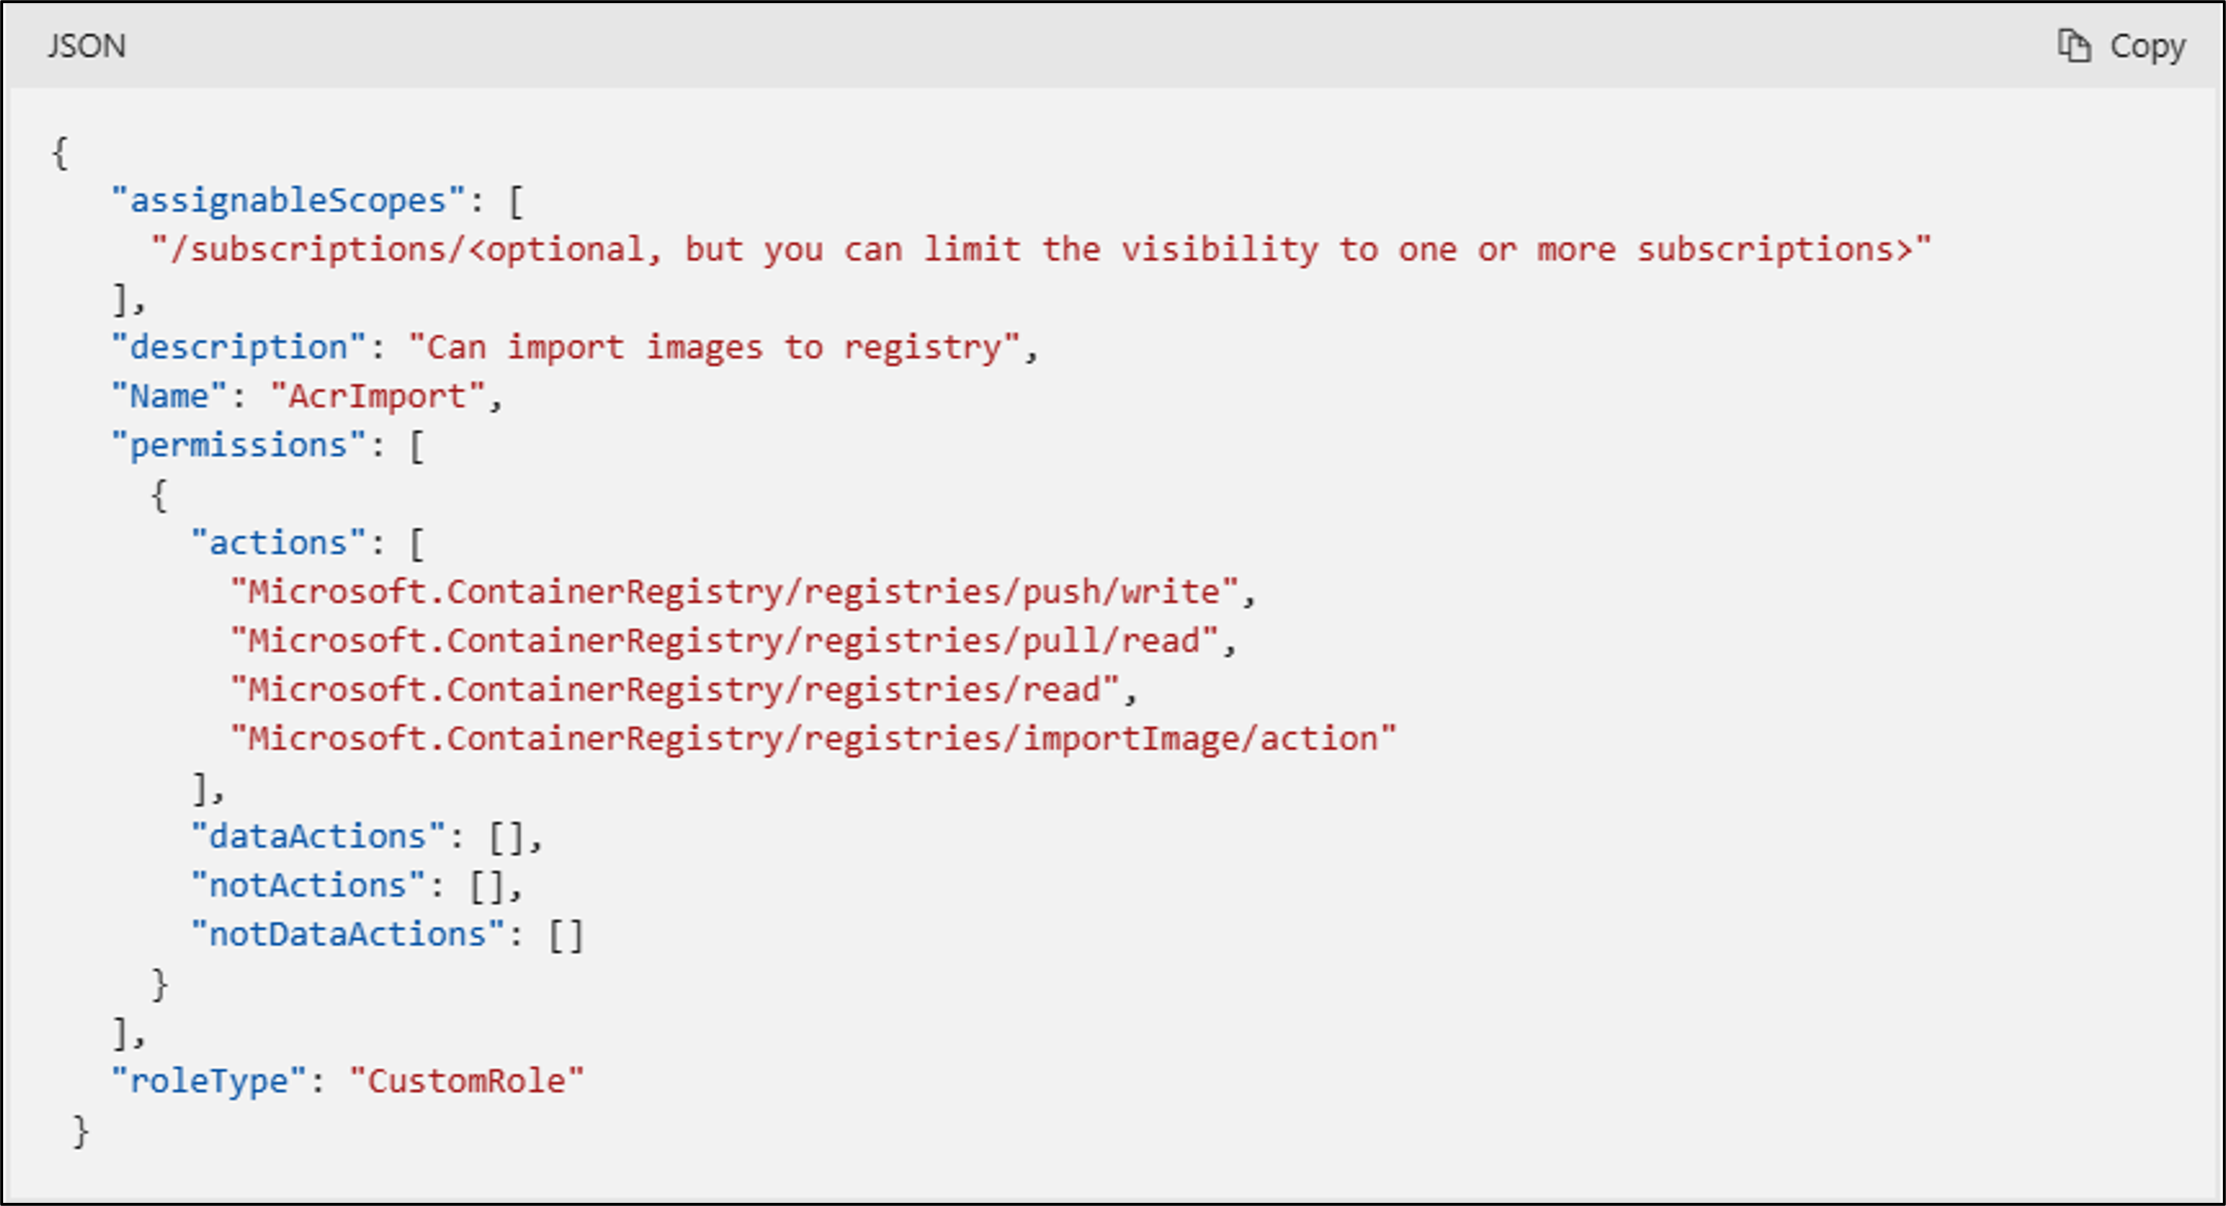 JSON
Copy
{
"assignableScopes": [
"/subscriptions/<optional, but you can limit the visibility to one or more subscriptions>"
],
"description": "Can import images to registry",
"Name": "AcrImport",
"permissions": [
{
"actions": [
"Microsoft.ContainerRegistry/registries/push/write",
"Microsoft.ContainerRegistry/registries/pull/read",
"Microsoft.ContainerRegistry/registries/read",
"Microsoft.ContainerRegistry/registries/importImage/action"
],
"dataActions": [],
"notActions": [],
"notDataActions": []
}
],
"roleType": "CustomRole"
}